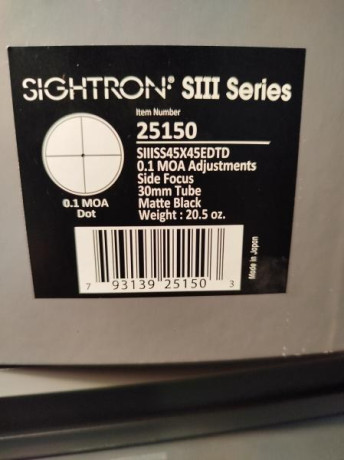 SIGHTRON® SIII Series
Item Number
25150
SIIISS45X45EDTD
0.1 MOA Adjustments
Side Focus
30mm Tube
Matte Black
Weight : 20.5 oz.
0.1 MOA
Dot
7 93139 25150 3
Made in Japan